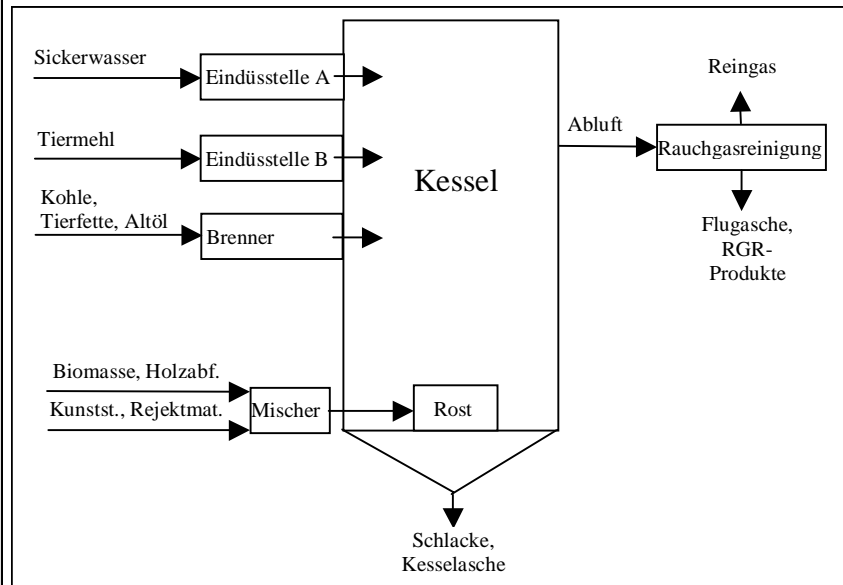 Sickerwasser
Eindüsstelle A
Tiermehl
Eindüsstelle B
Kohle,
Tierfette, Altöl
Brenner
Kessel
Abluft
Reingas
Rauchgasreinigung
Flugasche,
RGR-
Produkte
Biomasse, Holzabf.
Kunstst., Rejektmat.
Mischer
Rost
Schlacke,
Kesselasche